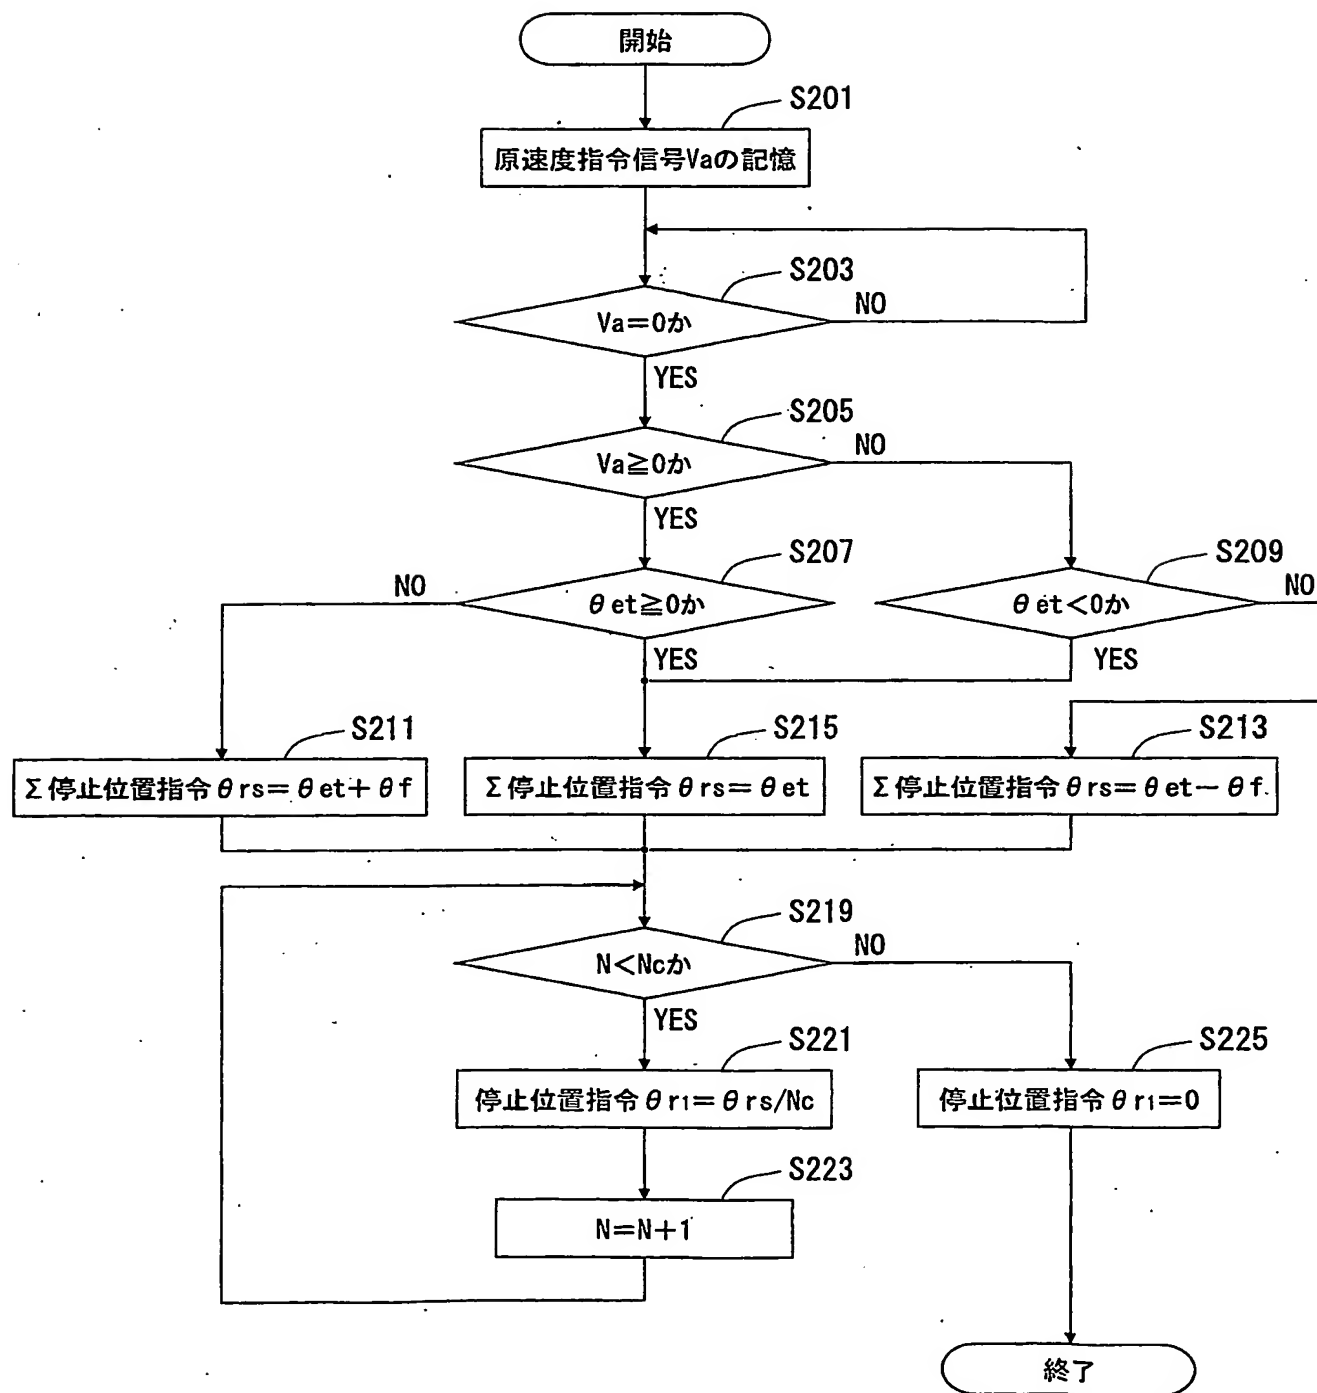 開始
S201
原速度指令信号Vaの記憶
S203
Va=0か
NO
YES
S205
Va≧0か
NO
YES
S207
θet≧0か
NO
YES
S209
θet<0か
NO
YES
S211
Σ停止位置指令θrs=θet+θf
S215
Σ停止位置指令θrs=θet
S213
Σ停止位置指令θrs=θet-θf
S219
N<Ncか
NO
YES
S221
停止位置指令θr1=θrs/Nc
S225
停止位置指令θr1=0
S223
N=N+1
終了